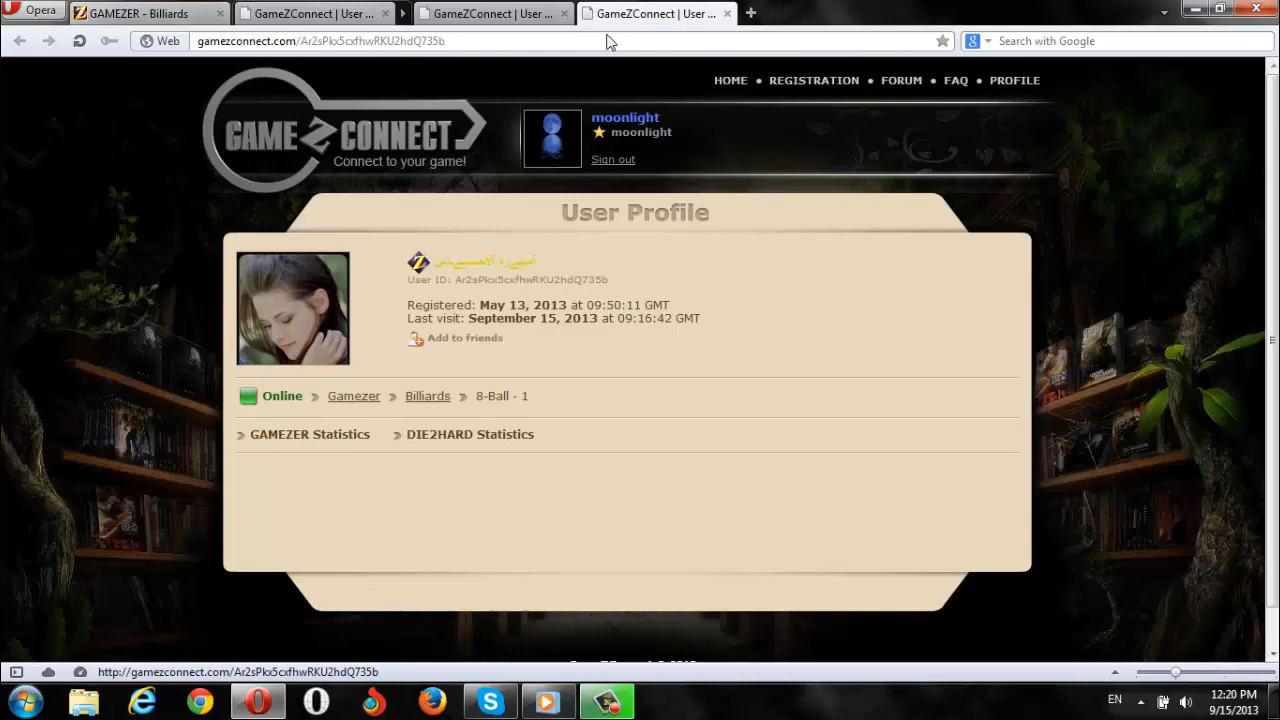 Opera
GAMEZER - Billiards
GameZConnect | User ...
GameZConnect | User ...
GameZConnect | User ...
Web
gamezconnect.com/Ar2sPkx5cxfhwRKU2hdQ735b
Search with Google
HOME • REGISTRATION • FORUM • FAQ • PROFILE
GAME Z CONNECT
Connect to your game!
moonlight
moonlight
Sign out
User Profile
User ID: Ar2sPkx5cxfhwRKU2hdQ735b
Registered: May 13, 2013 at 09:50:11 GMT
Last visit: September 15, 2013 at 09:16:42 GMT
Add to friends
Online » Gamezer » Billiards » 8-Ball - 1
» GAMEZER Statistics » DIE2HARD Statistics
http://gamezconnect.com/Ar2sPkx5cxfhwRKU2hdQ735b
EN
12:20 PM
9/15/2013